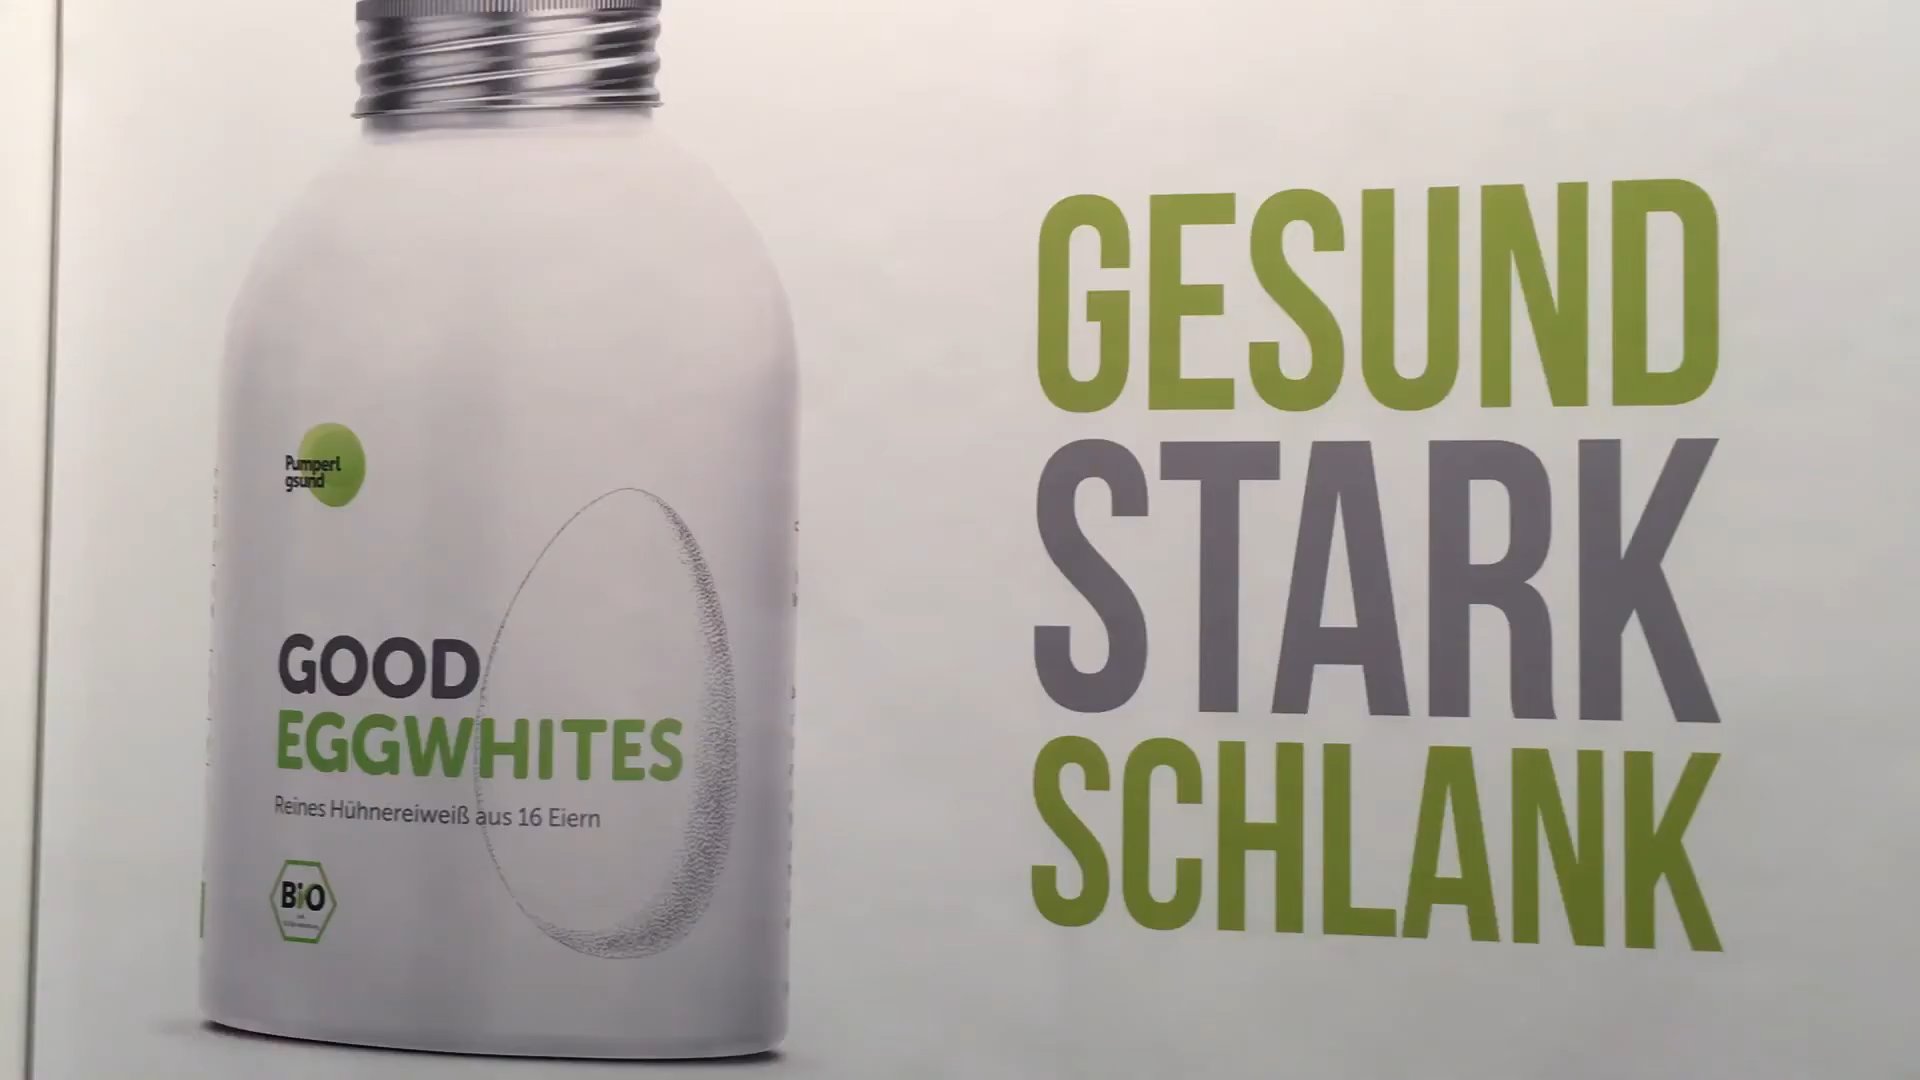 Pumperl
gsund
GOOD
EGGWHITES
Reines Hühnereiweiß aus 16 Eiern
BiO
GESUND
STARK
SCHLANK